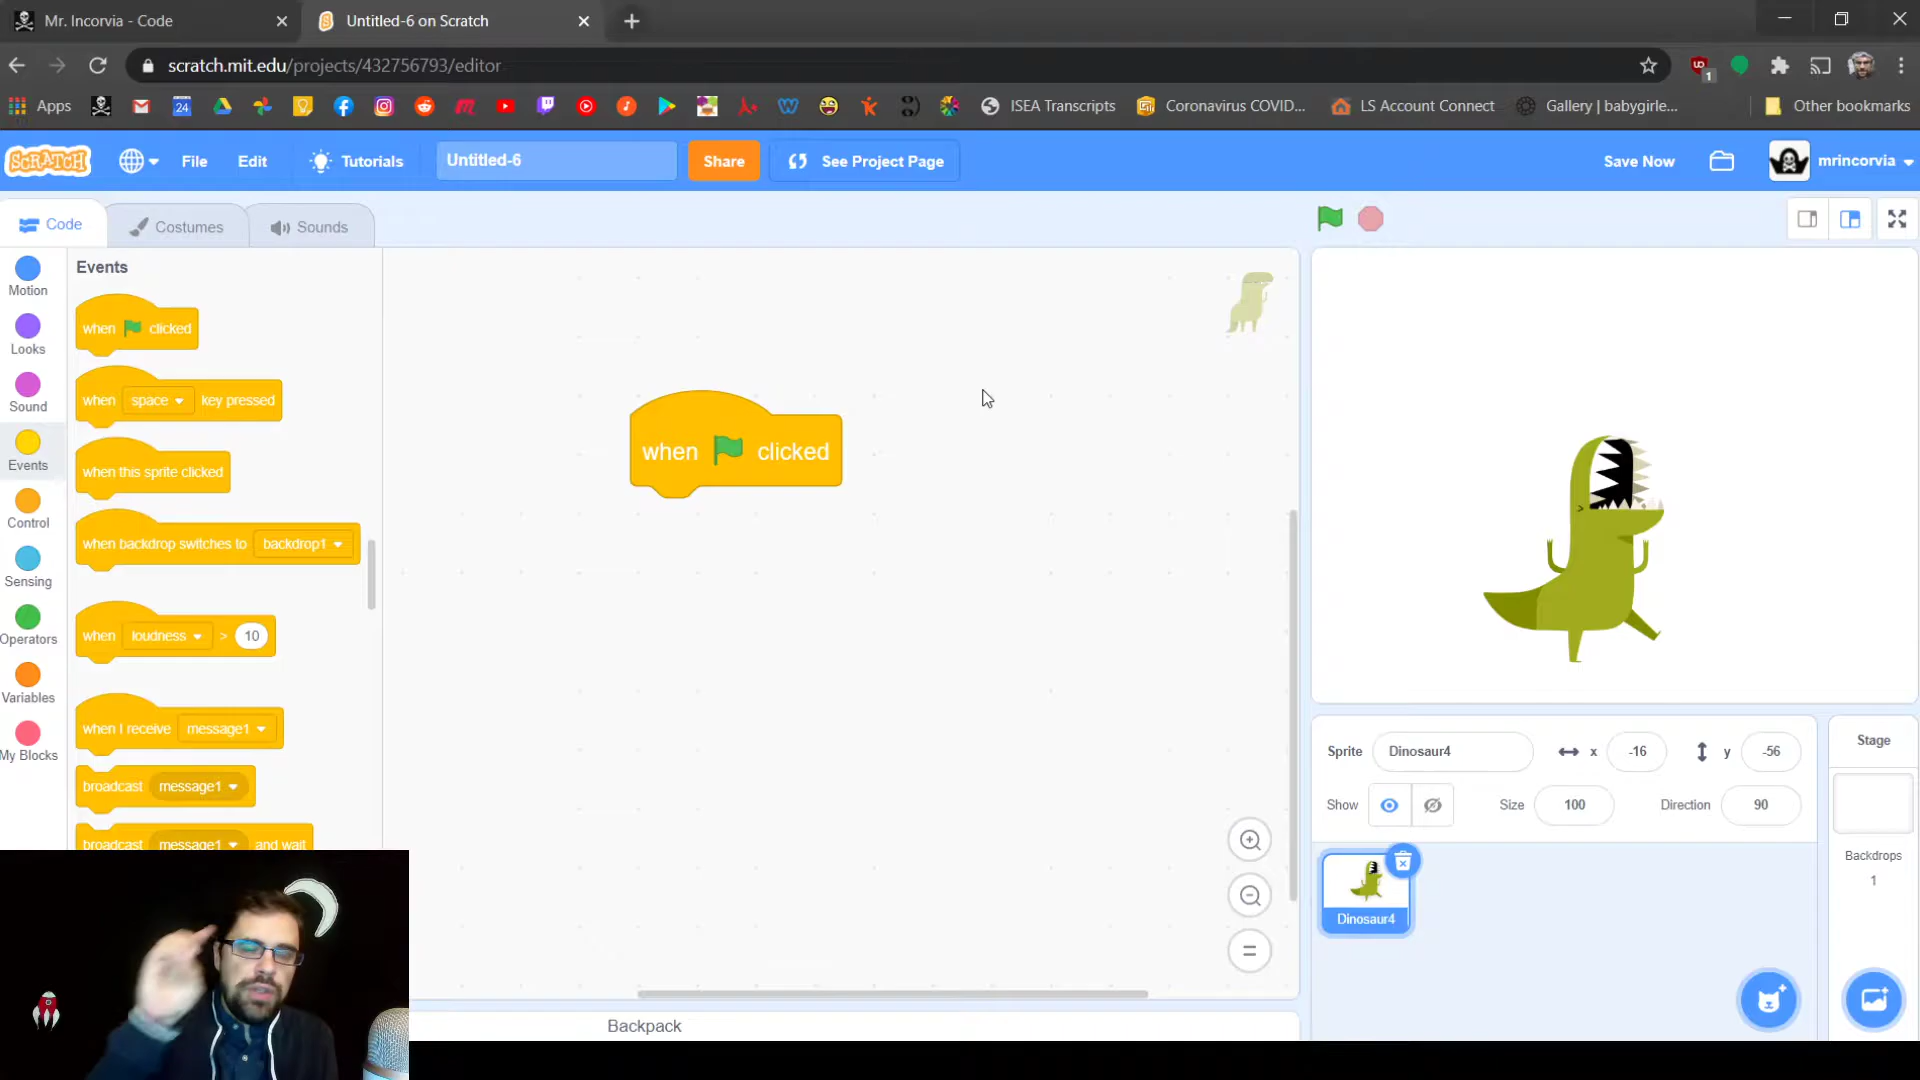 Mr. Incorvia - Code
Untitled-6 on Scratch
scratch.mit.edu/projects/432756793/editor
1
Apps
24
ISEA Transcripts
Coronavirus COVID...
LS Account Connect
Gallery | babygirle...
Other bookmarks
SCRATCH
File
Edit
Tutorials
Untitled-6
Share
See Project Page
Save Now
mrincorvia
Code
Costumes
Sounds
Motion
Looks
Sound
Events
Control
Sensing
Operators
Variables
My Blocks
Events
when clicked
when space key pressed
when this sprite clicked
when backdrop switches to backdrop1
when loudness > 10
when I receive message1
broadcast message1
broadcast message1 and wait
when clicked
Backpack
Sprite Dinosaur4 x -16 y -56
Show Size 100 Direction 90
Dinosaur4
Stage
Backdrops
1